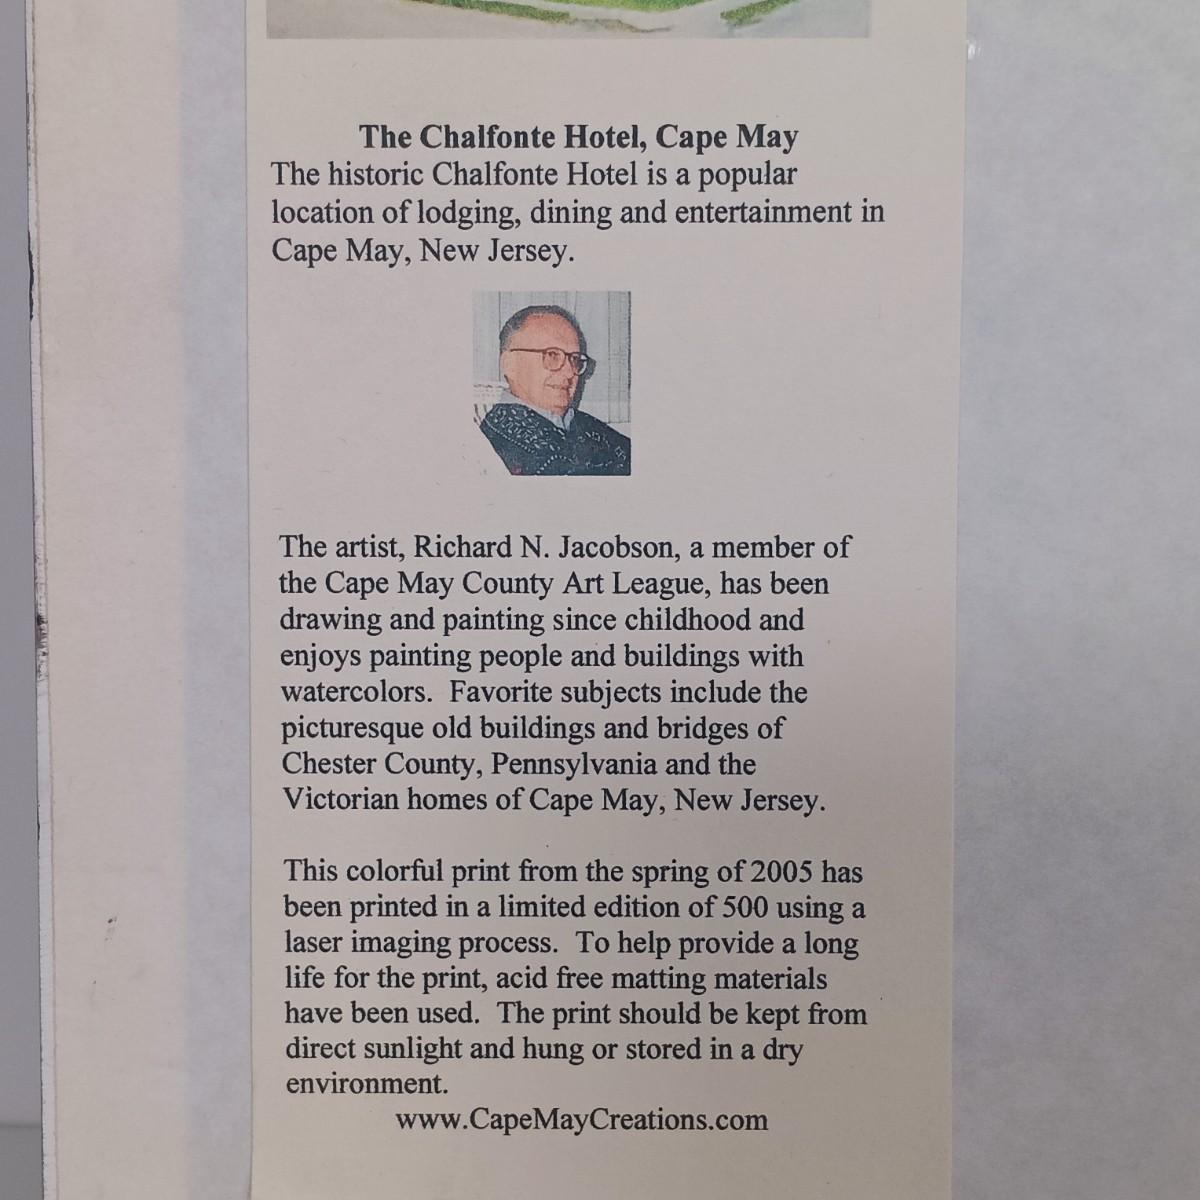 The Chalfonte Hotel, Cape May
The historic Chalfonte Hotel is a popular
location of lodging, dining and entertainment in
Cape May, New Jersey.
The artist, Richard N. Jacobson, a member of
the Cape May County Art League, has been
drawing and painting since childhood and
enjoys painting people and buildings with
watercolors.  Favorite subjects include the
picturesque old buildings and bridges of
Chester County, Pennsylvania and the
Victorian homes of Cape May, New Jersey.
This colorful print from the spring of 2005 has
been printed in a limited edition of 500 using a
laser imaging process.  To help provide a long
life for the print, acid free matting materials
have been used.  The print should be kept from
direct sunlight and hung or stored in a dry
environment.
www.CapeMayCreations.com